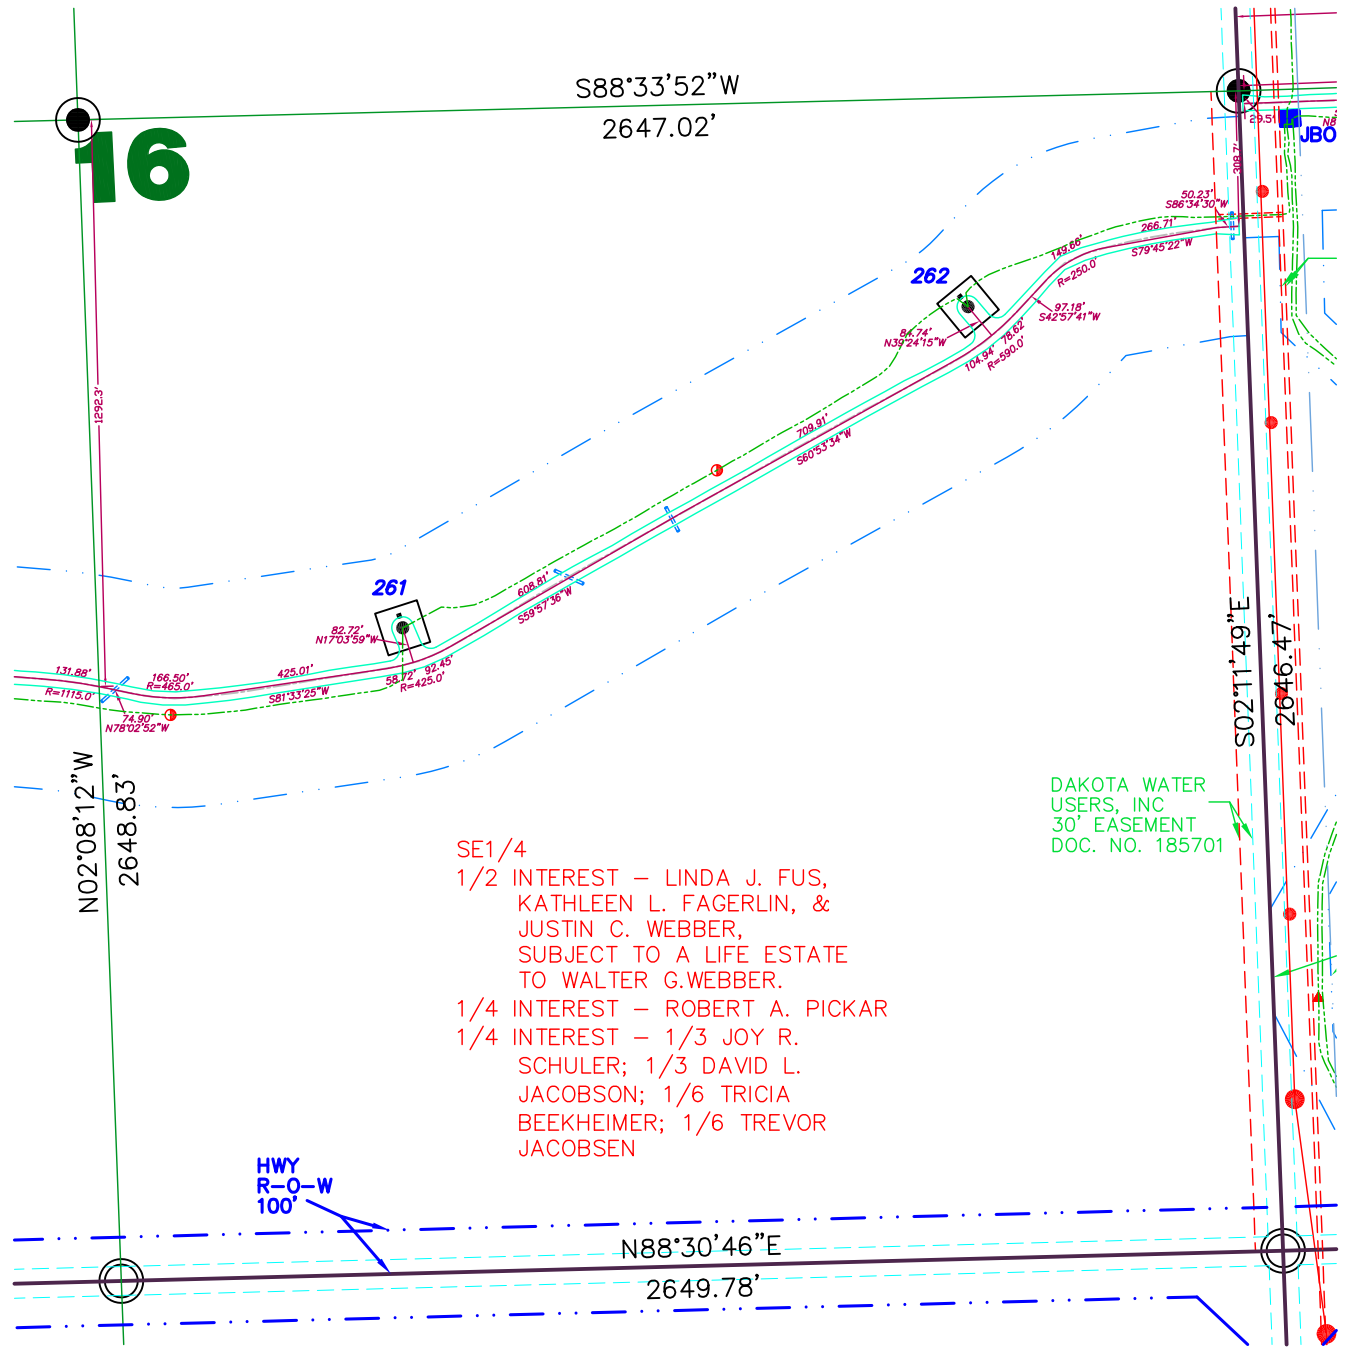 S88°33'52"W
2647.02'
16
29.5'
N8
JBO
308.7'
50.23'
S86°34'30"W
266.71'
S79°45'22"W
149.66'
R=250.0'
262
97.18'
S42°57'41"W
84.74'
N39°24'15"W
78.62'
104.94'
R=590.0'
1292.3'
709.91'
S60°53'34"W
261
608.81'
S59°57'36"W
82.72'
N17°03'59"W
92.45'
58.72'
R=425.0'
131.88'
R=1115.0'
166.50'
R=465.0'
425.01'
S81°33'25"W
74.90'
N78°02'52"W
S02°11'49"E
2646.47'
N02°08'12"W
2648.83'
DAKOTA WATER
USERS, INC
30' EASEMENT
DOC. NO. 185701
SE1/4
1/2 INTEREST – LINDA J. FUS,
KATHLEEN L. FAGERLIN, &
JUSTIN C. WEBBER,
SUBJECT TO A LIFE ESTATE
TO WALTER G.WEBBER.
1/4 INTEREST – ROBERT A. PICKAR
1/4 INTEREST – 1/3 JOY R.
SCHULER; 1/3 DAVID L.
JACOBSON; 1/6 TRICIA
BEEKHEIMER; 1/6 TREVOR
JACOBSEN
HWY
R–O–W
100'
N88°30'46"E
2649.78'